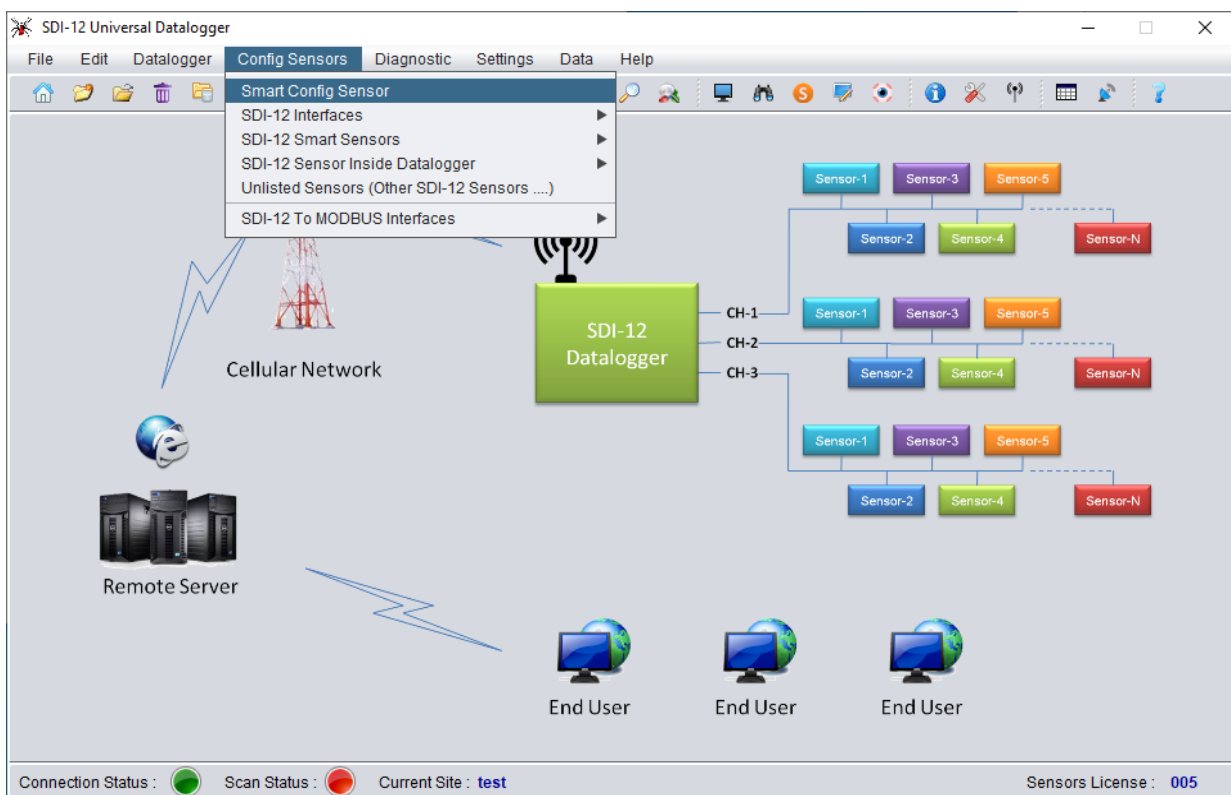 SDI-12 Universal Datalogger
File Edit Datalogger Config Sensors Diagnostic Settings Data Help
Smart Config Sensor
SDI-12 Interfaces
SDI-12 Smart Sensors
SDI-12 Sensor Inside Datalogger
Unlisted Sensors (Other SDI-12 Sensors ....)
SDI-12 To MODBUS Interfaces
S
Sensor-1 Sensor-3 Sensor-5
Sensor-2 Sensor-4 Sensor-N
SDI-12
Datalogger
CH-1
CH-2
CH-3
Sensor-1 Sensor-3 Sensor-5
Sensor-2 Sensor-4 Sensor-N
Cellular Network
Sensor-1 Sensor-3 Sensor-5
Sensor-2 Sensor-4 Sensor-N
Remote Server
End User End User End User
Connection Status : Scan Status : Current Site : test Sensors License : 005